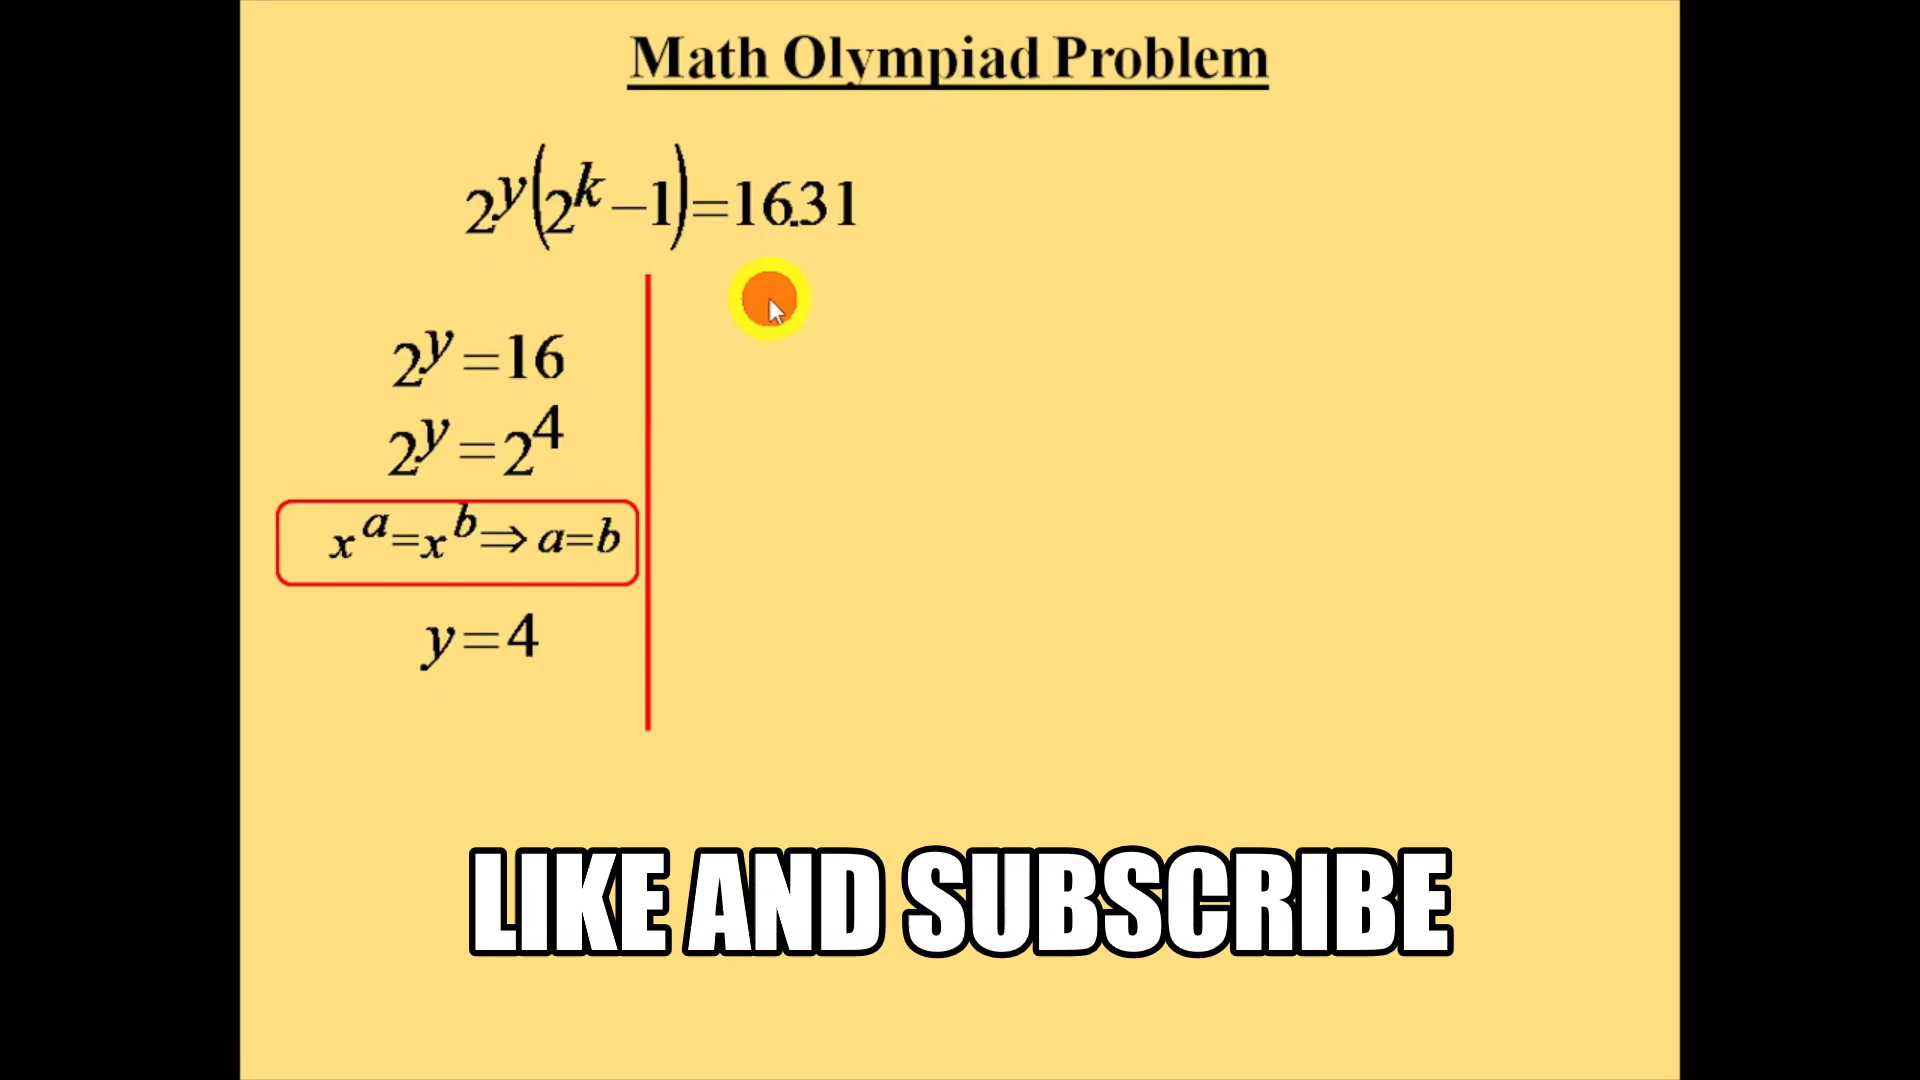 Math Olympiad Problem
2^y(2^k−1)=16.31
2^y=16
2^y=2^4
x^a=x^b⇒a=b
y=4
LIKE AND SUBSCRIBE